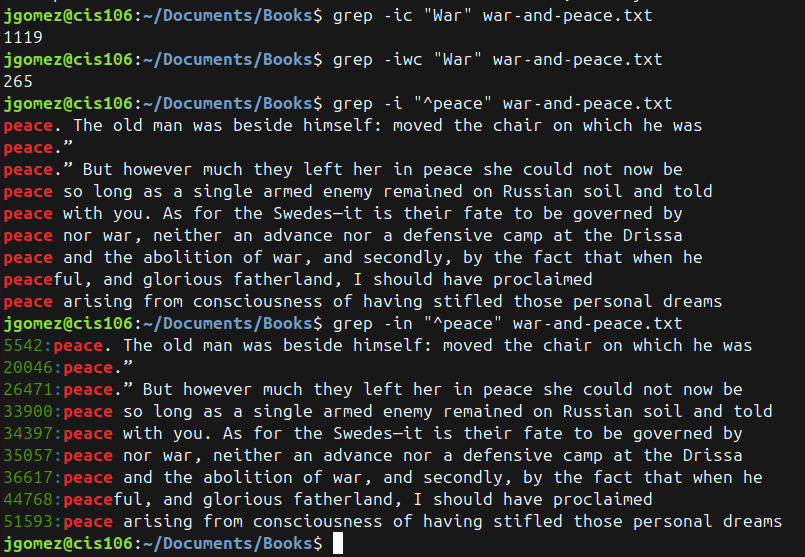 jgomez@cis106:~/Documents/Books$ grep -ic "War" war-and-peace.txt
1119
jgomez@cis106:~/Documents/Books$ grep -iwc "War" war-and-peace.txt
265
jgomez@cis106:~/Documents/Books$ grep -i "^peace" war-and-peace.txt
peace. The old man was beside himself: moved the chair on which he was
peace.”
peace.” But however much they left her in peace she could not now be
peace so long as a single armed enemy remained on Russian soil and told
peace with you. As for the Swedes—it is their fate to be governed by
peace nor war, neither an advance nor a defensive camp at the Drissa
peace and the abolition of war, and secondly, by the fact that when he
peaceful, and glorious fatherland, I should have proclaimed
peace arising from consciousness of having stifled those personal dreams
jgomez@cis106:~/Documents/Books$ grep -in "^peace" war-and-peace.txt
5542:peace. The old man was beside himself: moved the chair on which he was
20046:peace.”
26471:peace.” But however much they left her in peace she could not now be
33900:peace so long as a single armed enemy remained on Russian soil and told
34397:peace with you. As for the Swedes—it is their fate to be governed by
35057:peace nor war, neither an advance nor a defensive camp at the Drissa
36617:peace and the abolition of war, and secondly, by the fact that when he
44768:peaceful, and glorious fatherland, I should have proclaimed
51593:peace arising from consciousness of having stifled those personal dreams
jgomez@cis106:~/Documents/Books$